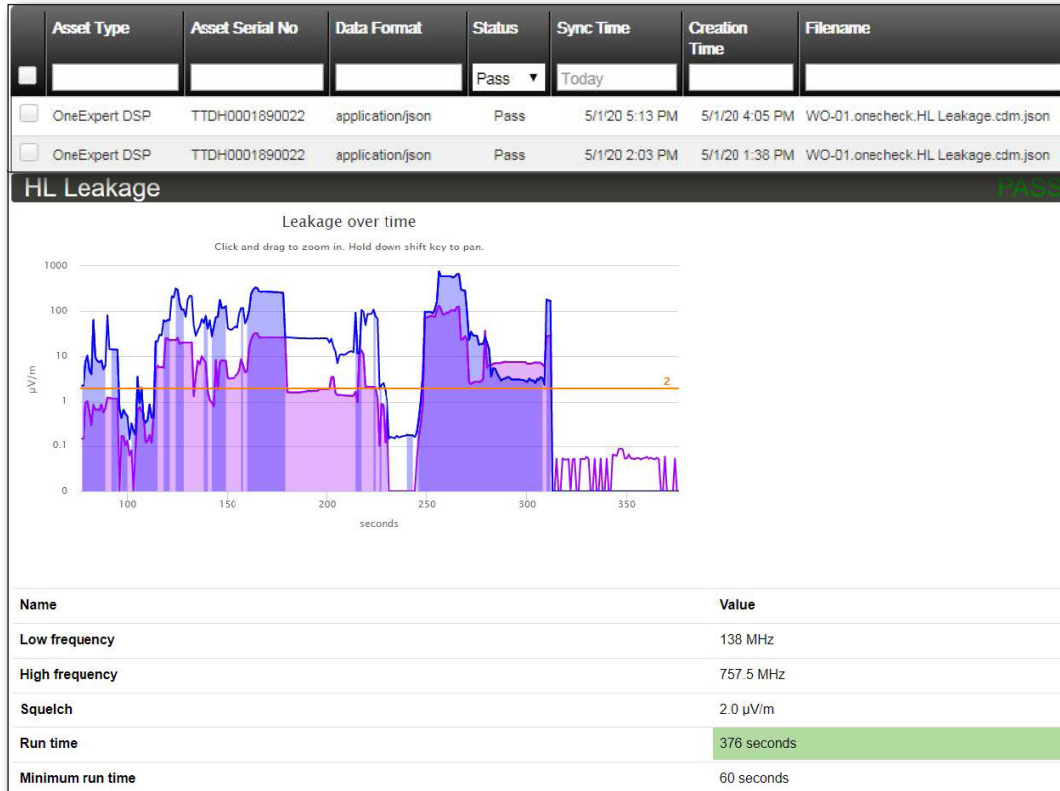 Asset Type Asset Serial No Data Format Status Sync Time Creation Time Filename
Pass Today
OneExpert DSP TTDH0001890022 application/json Pass 5/1/20 5:13 PM 5/1/20 4:05 PM WO-01.onecheck.HL Leakage.cdm.json
OneExpert DSP TTDH0001890022 application/json Pass 5/1/20 2:03 PM 5/1/20 1:38 PM WO-01.onecheck.HL Leakage.cdm.json
HL Leakage PASS
Leakage over time
Click and drag to zoom in. Hold down shift key to pan.
1000
100
10
2
1
0.1
0
µV/m
100 150 200 250 300 350
seconds
Name Value
Low frequency 138 MHz
High frequency 757.5 MHz
Squelch 2.0 µV/m
Run time 376 seconds
Minimum run time 60 seconds